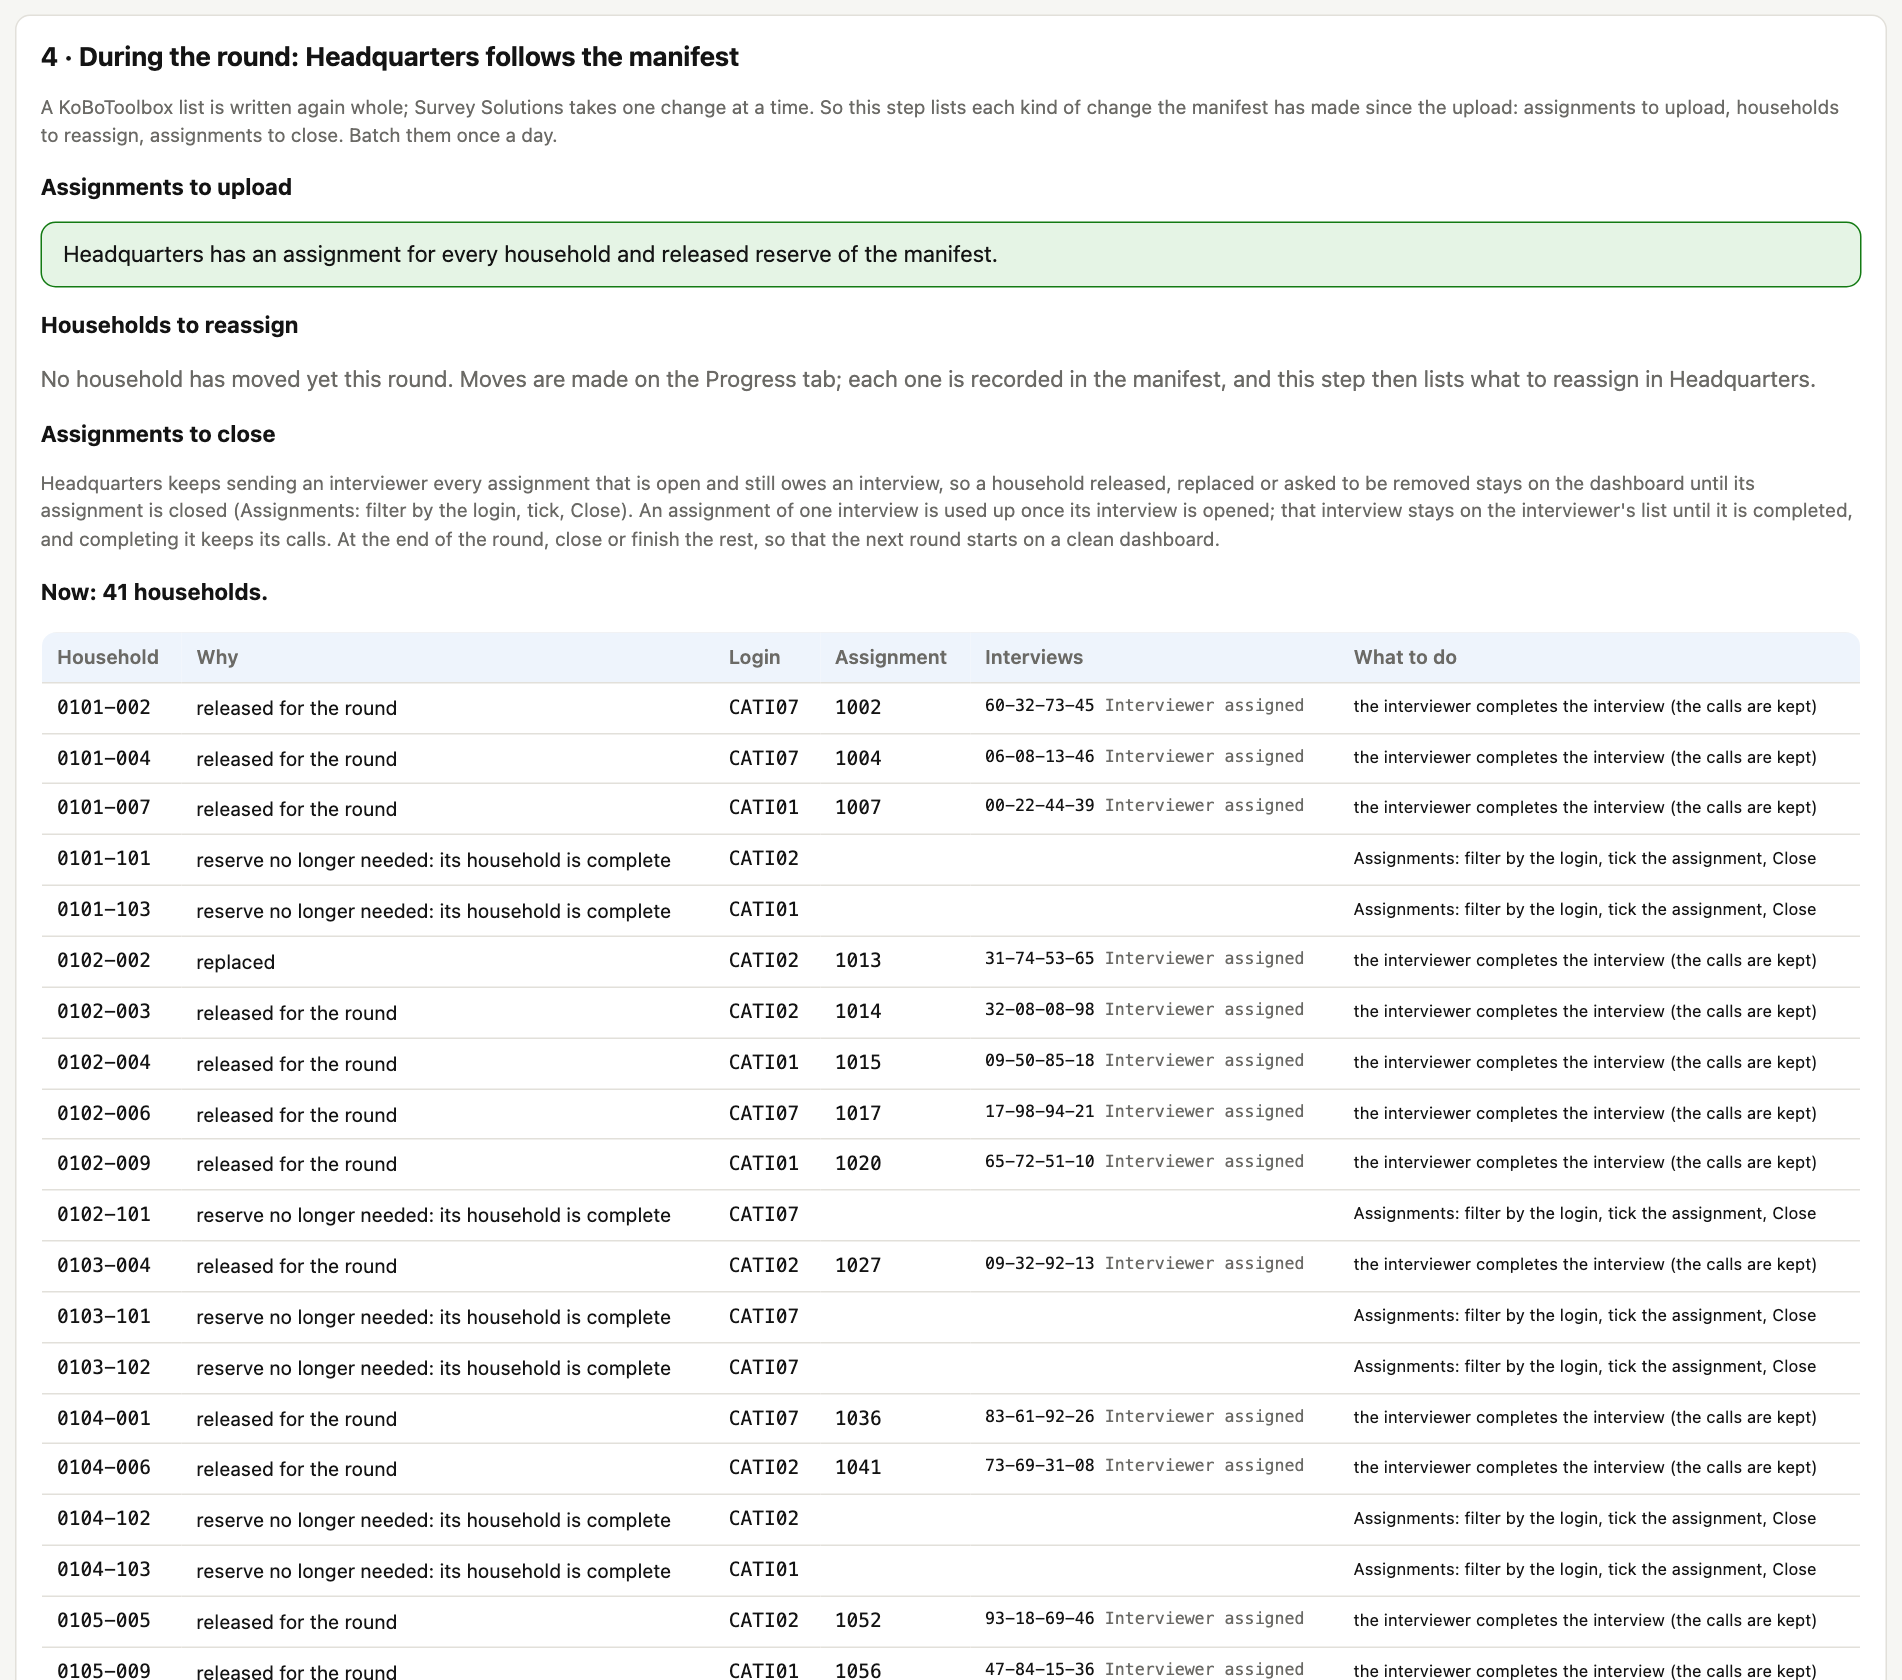 4 · During the round: Headquarters follows the manifest
A KoBoToolbox list is written again whole; Survey Solutions takes one change at a time. So this step lists each kind of change the manifest has made since the upload: assignments to upload, households
to reassign, assignments to close. Batch them once a day.
Assignments to upload
Headquarters has an assignment for every household and released reserve of the manifest.
Households to reassign
No household has moved yet this round. Moves are made on the Progress tab; each one is recorded in the manifest, and this step then lists what to reassign in Headquarters.
Assignments to close
Headquarters keeps sending an interviewer every assignment that is open and still owes an interview, so a household released, replaced or asked to be removed stays on the dashboard until its
assignment is closed (Assignments: filter by the login, tick, Close). An assignment of one interview is used up once its interview is opened; that interview stays on the interviewer's list until it is completed,
and completing it keeps its calls. At the end of the round, close or finish the rest, so that the next round starts on a clean dashboard.
Now: 41 households.
Household Why Login Assignment Interviews What to do
0101-002 released for the round CATI07 1002 60-32-73-45 Interviewer assigned the interviewer completes the interview (the calls are kept)
0101-004 released for the round CATI07 1004 06-08-13-46 Interviewer assigned the interviewer completes the interview (the calls are kept)
0101-007 released for the round CATI01 1007 00-22-44-39 Interviewer assigned the interviewer completes the interview (the calls are kept)
0101-101 reserve no longer needed: its household is complete CATI02 Assignments: filter by the login, tick the assignment, Close
0101-103 reserve no longer needed: its household is complete CATI01 Assignments: filter by the login, tick the assignment, Close
0102-002 replaced CATI02 1013 31-74-53-65 Interviewer assigned the interviewer completes the interview (the calls are kept)
0102-003 released for the round CATI02 1014 32-08-08-98 Interviewer assigned the interviewer completes the interview (the calls are kept)
0102-004 released for the round CATI01 1015 09-50-85-18 Interviewer assigned the interviewer completes the interview (the calls are kept)
0102-006 released for the round CATI07 1017 17-98-94-21 Interviewer assigned the interviewer completes the interview (the calls are kept)
0102-009 released for the round CATI01 1020 65-72-51-10 Interviewer assigned the interviewer completes the interview (the calls are kept)
0102-101 reserve no longer needed: its household is complete CATI07 Assignments: filter by the login, tick the assignment, Close
0103-004 released for the round CATI02 1027 09-32-92-13 Interviewer assigned the interviewer completes the interview (the calls are kept)
0103-101 reserve no longer needed: its household is complete CATI07 Assignments: filter by the login, tick the assignment, Close
0103-102 reserve no longer needed: its household is complete CATI07 Assignments: filter by the login, tick the assignment, Close
0104-001 released for the round CATI07 1036 83-61-92-26 Interviewer assigned the interviewer completes the interview (the calls are kept)
0104-006 released for the round CATI02 1041 73-69-31-08 Interviewer assigned the interviewer completes the interview (the calls are kept)
0104-102 reserve no longer needed: its household is complete CATI02 Assignments: filter by the login, tick the assignment, Close
0104-103 reserve no longer needed: its household is complete CATI01 Assignments: filter by the login, tick the assignment, Close
0105-005 released for the round CATI02 1052 93-18-69-46 Interviewer assigned the interviewer completes the interview (the calls are kept)
0105-009 released for the round CATI01 1056 47-84-15-36 Interviewer assigned the interviewer completes the interview (the calls are kept)